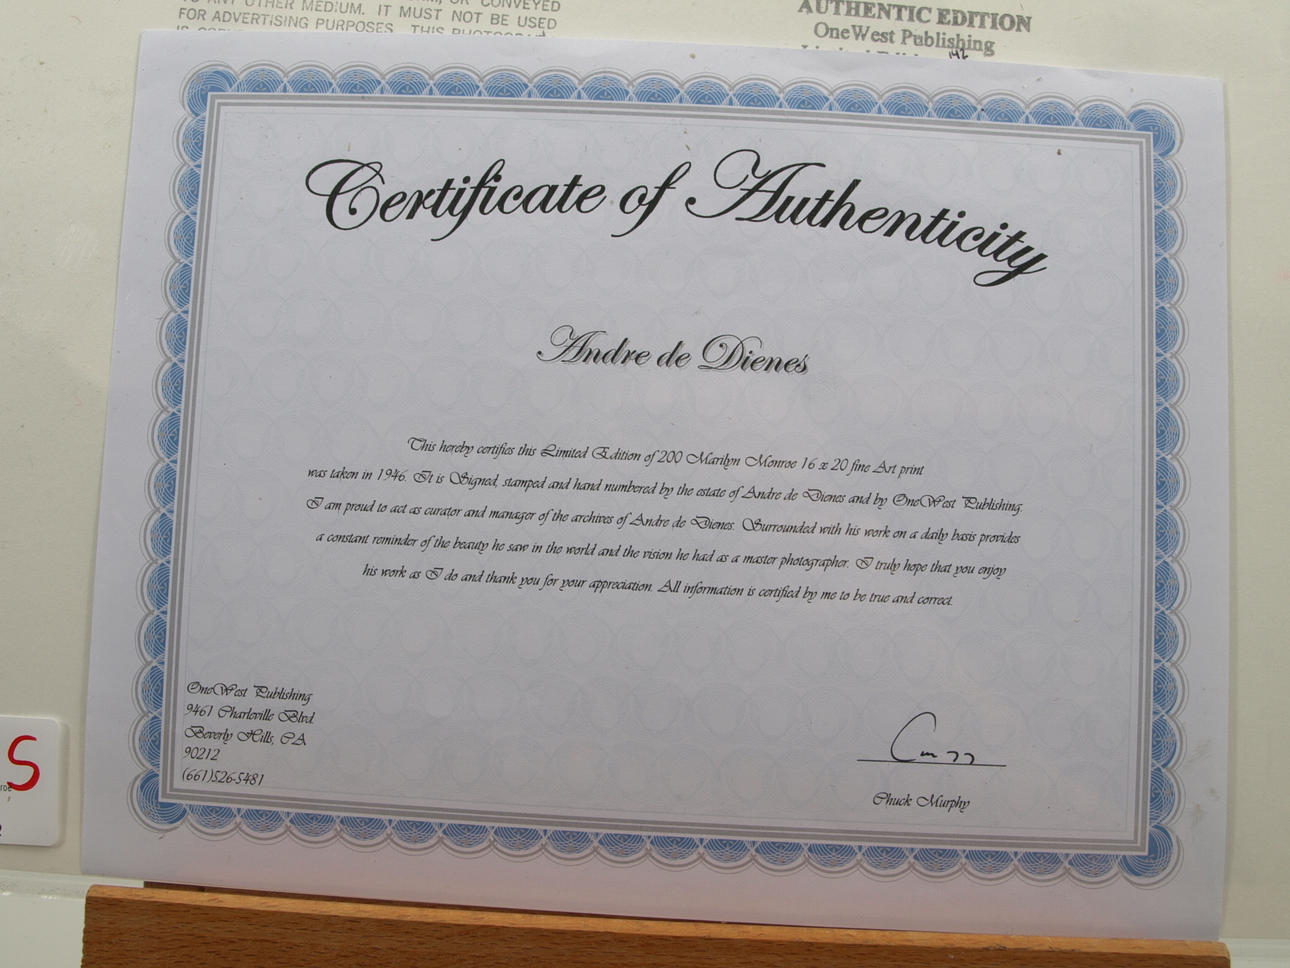 TO ANY OTHER MEDIUM. IT MUST NOT BE USED
FOR ADVERTISING PURPOSES. THIS
AUTHENTIC EDITION
OneWest Publishing
142
Certificate of Authenticity
Andre de Dienes
This hereby certifies this Limited Edition of 200 Marilyn Monroe 16 x 20 fine Art print
was taken in 1946. It is Signed, stamped and hand numbered by the estate of Andre de Dienes and by OneWest Publishing.
I am proud to act as curator and manager of the archives of Andre de Dienes. Surrounded with his work on a daily basis provides
a constant reminder of the beauty he saw in the world and the vision he had as a master photographer. I truly hope that you enjoy
his work as I do and thank you for your appreciation. All information is certified by me to be true and correct.
OneWest Publishing
9461 Charleville Blvd.
Beverly Hills, CA
90212
(661)526-5481
Chuck Murphy
S